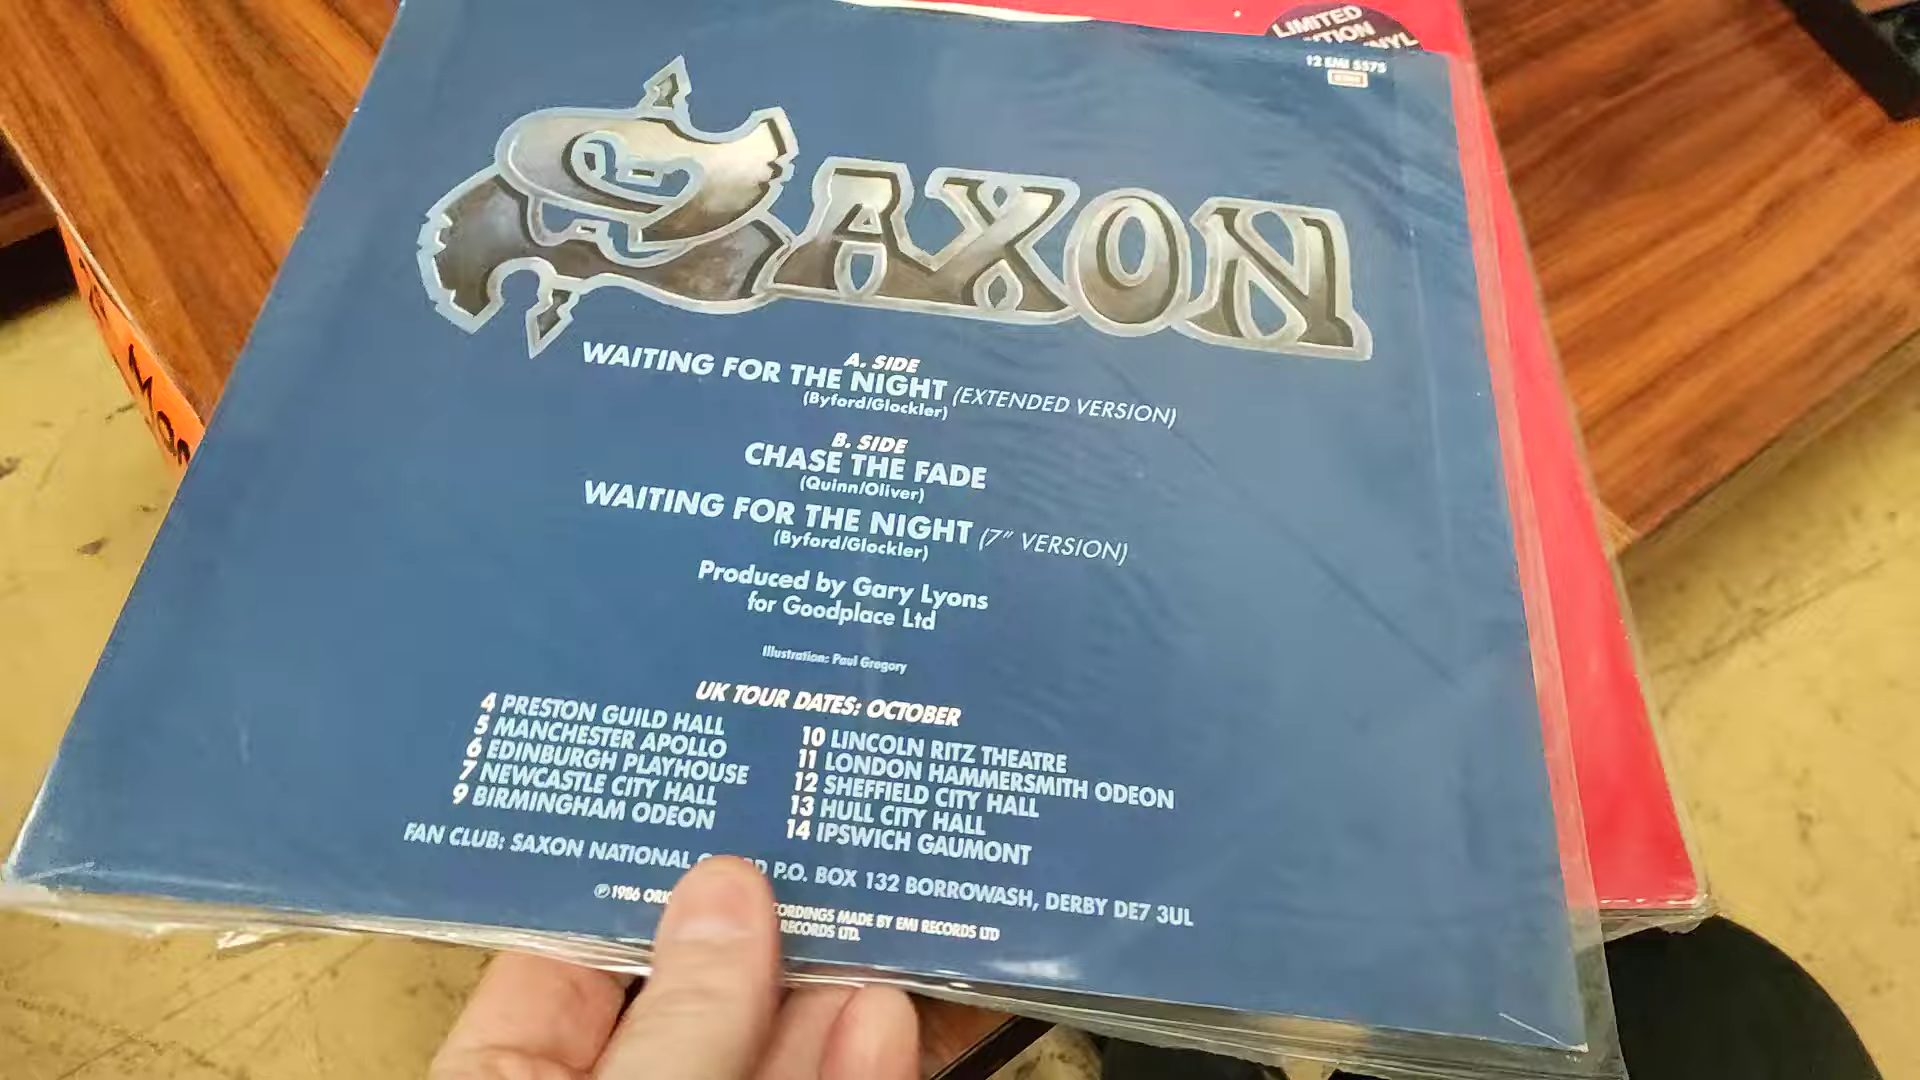 LIMITED
12 EMI 5575
EMI
SAXON
A. SIDE
WAITING FOR THE NIGHT (EXTENDED VERSION)
(Byford/Glockler)
B. SIDE
CHASE THE FADE
(Quinn/Oliver)
WAITING FOR THE NIGHT (7" VERSION)
(Byford/Glockler)
Produced by Gary Lyons
for Goodplace Ltd
Illustration: Paul Gregory
UK TOUR DATES: OCTOBER
4 PRESTON GUILD HALL
5 MANCHESTER APOLLO
6 EDINBURGH PLAYHOUSE
7 NEWCASTLE CITY HALL
9 BIRMINGHAM ODEON
10 LINCOLN RITZ THEATRE
11 LONDON HAMMERSMITH ODEON
12 SHEFFIELD CITY HALL
13 HULL CITY HALL
14 IPSWICH GAUMONT
FAN CLUB: SAXON NATIONAL P.O. BOX 132 BORROWASH, DERBY DE7 3UL
℗ 1986 MADE BY EMI RECORDS LTD
RECORDS LTD.